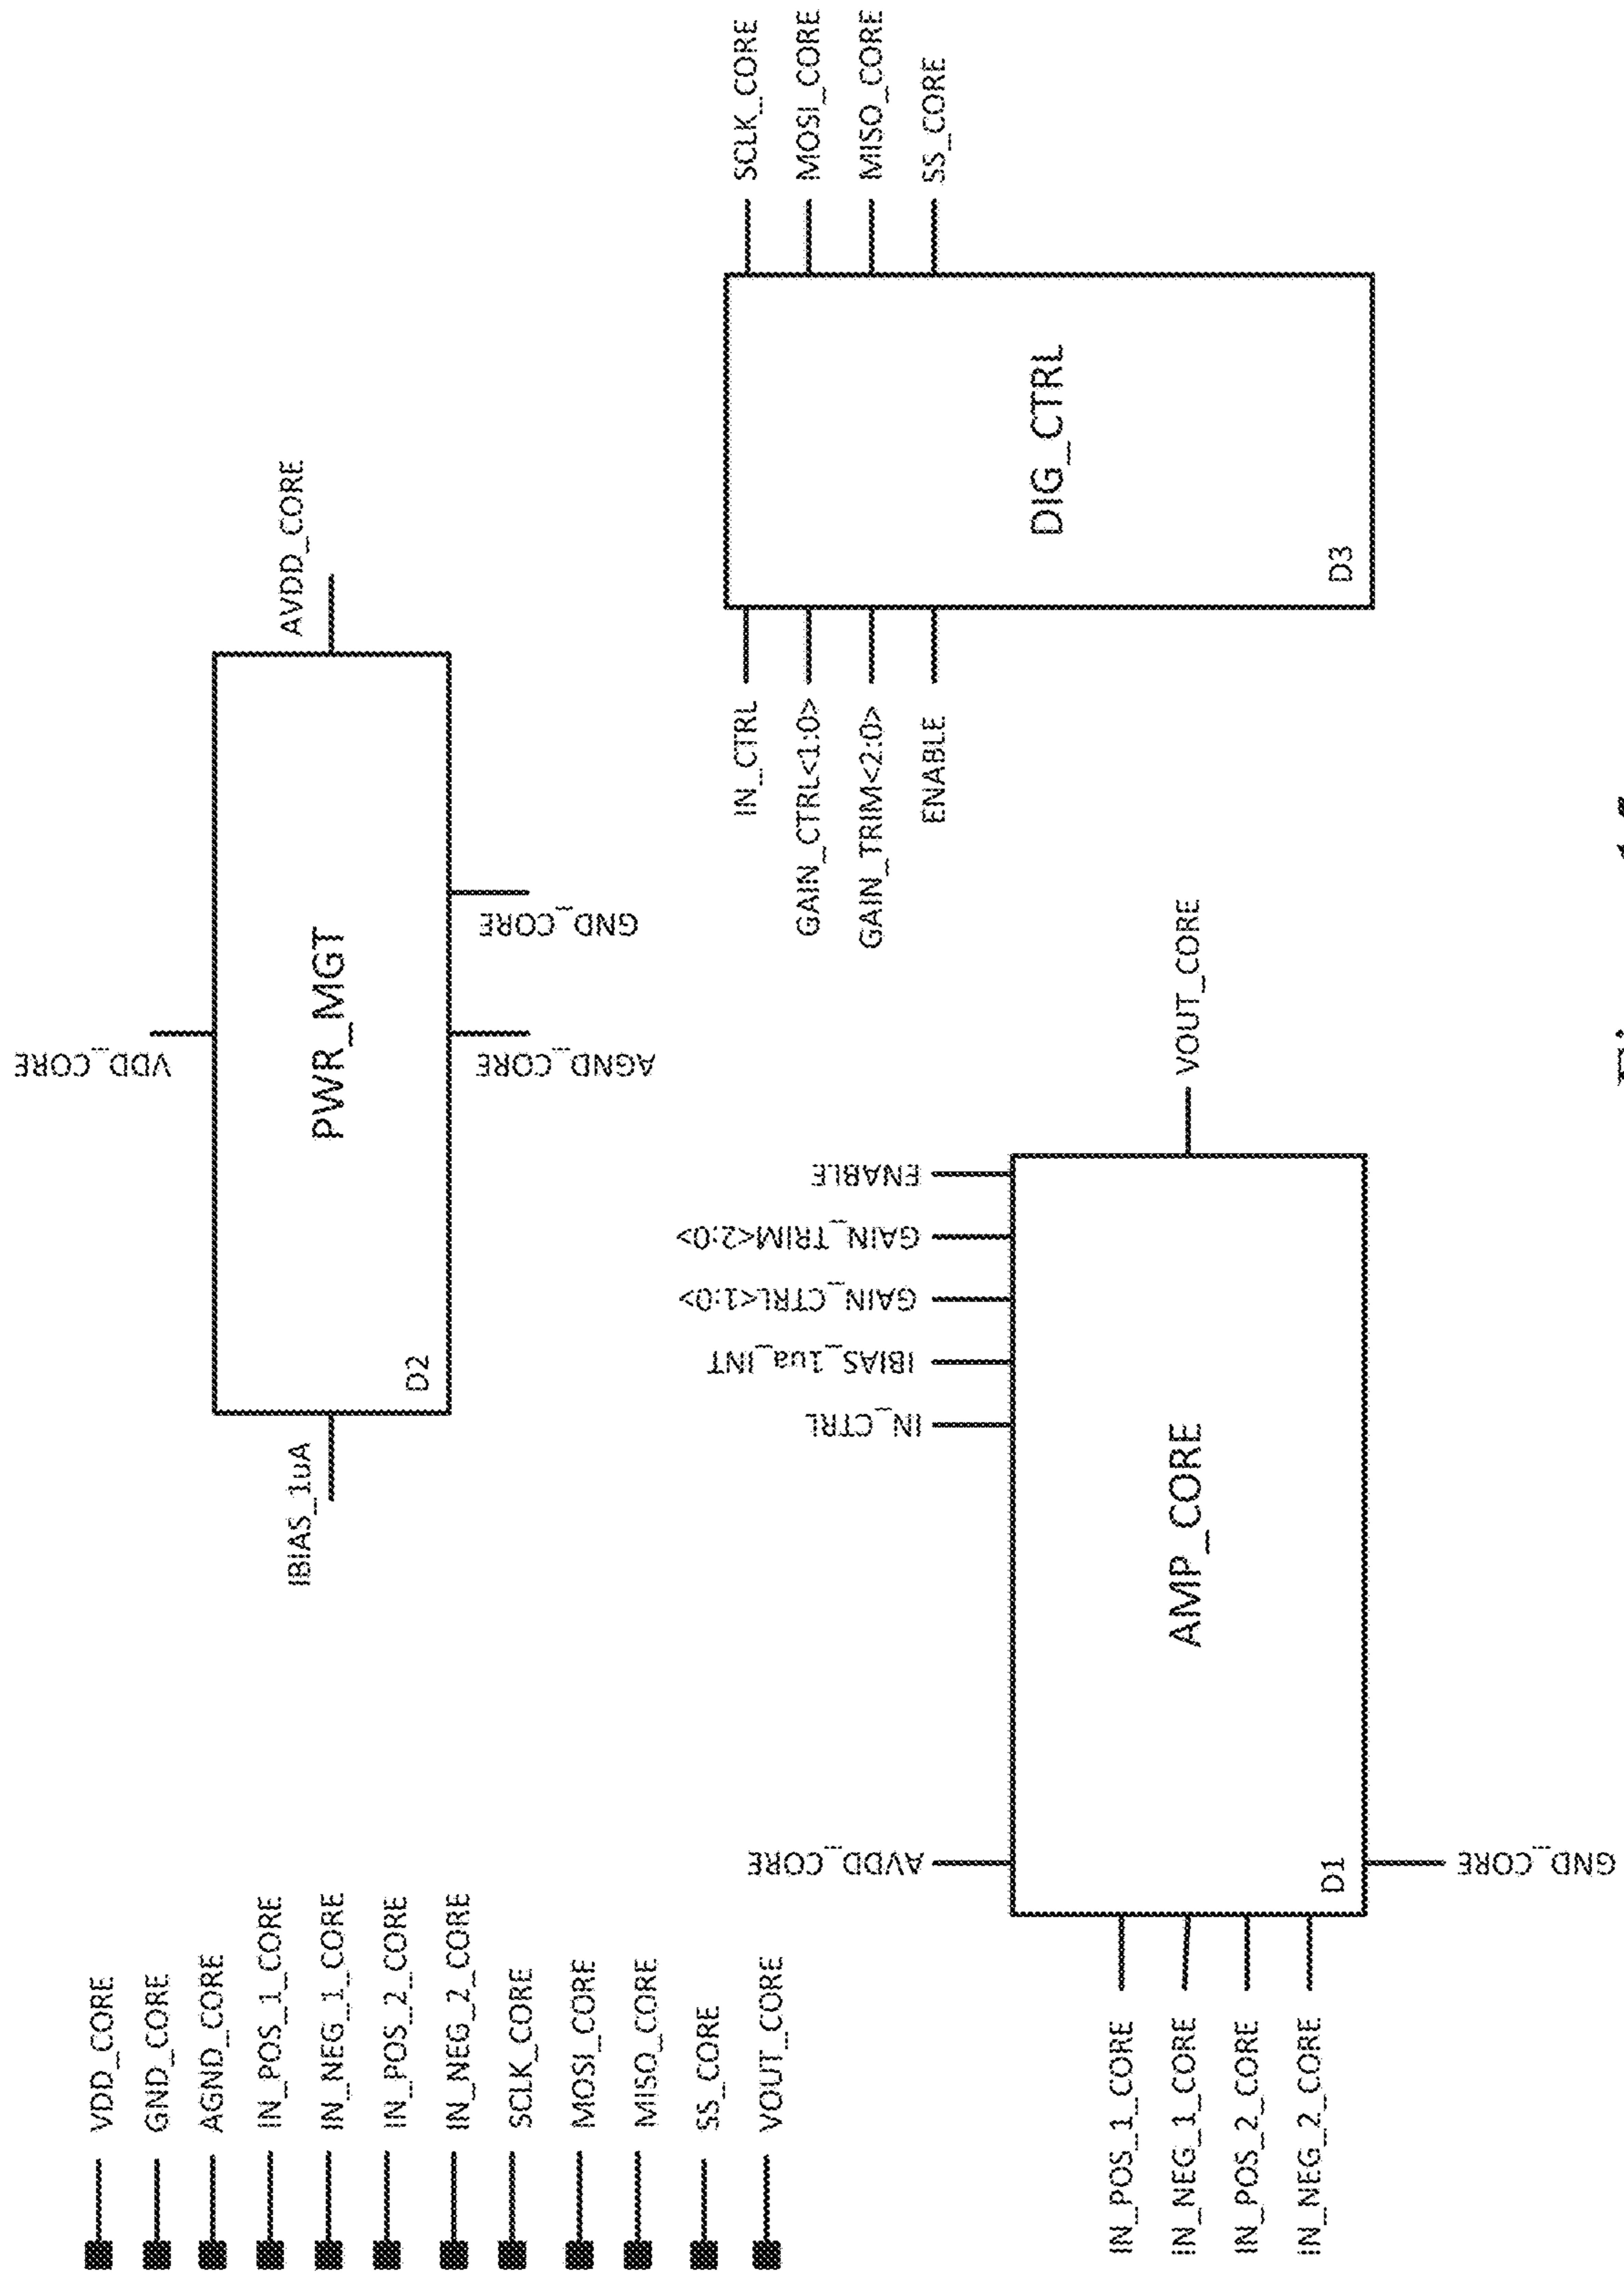 VDD_CORE
GND_CORE
AGND_CORE
IN_POS_1_CORE
IN_NEG_1_CORE
IN_POS_2_CORE
IN_NEG_2_CORE
SCLK_CORE
MOSI_CORE
MISO_CORE
SS_CORE
VOUT_CORE
VDD_CORE
IBIAS_1uA
PWR_MGT
D2
AVDD_CORE
AGND_CORE
GND_CORE
AVDD_CORE
IN_CTRL
IBIAS_1ua_INT
GAIN_CTRL<1:0>
GAIN_TRIM<2:0>
ENABLE
IN_POS_1_CORE
IN_NEG_1_CORE
IN_POS_2_CORE
IN_NEG_2_CORE
AMP_CORE
D1
VOUT_CORE
GND_CORE
IN_CTRL
GAIN_CTRL<1:0>
GAIN_TRIM<2:0>
ENABLE
DIG_CTRL
D3
SCLK_CORE
MOSI_CORE
MISO_CORE
SS_CORE